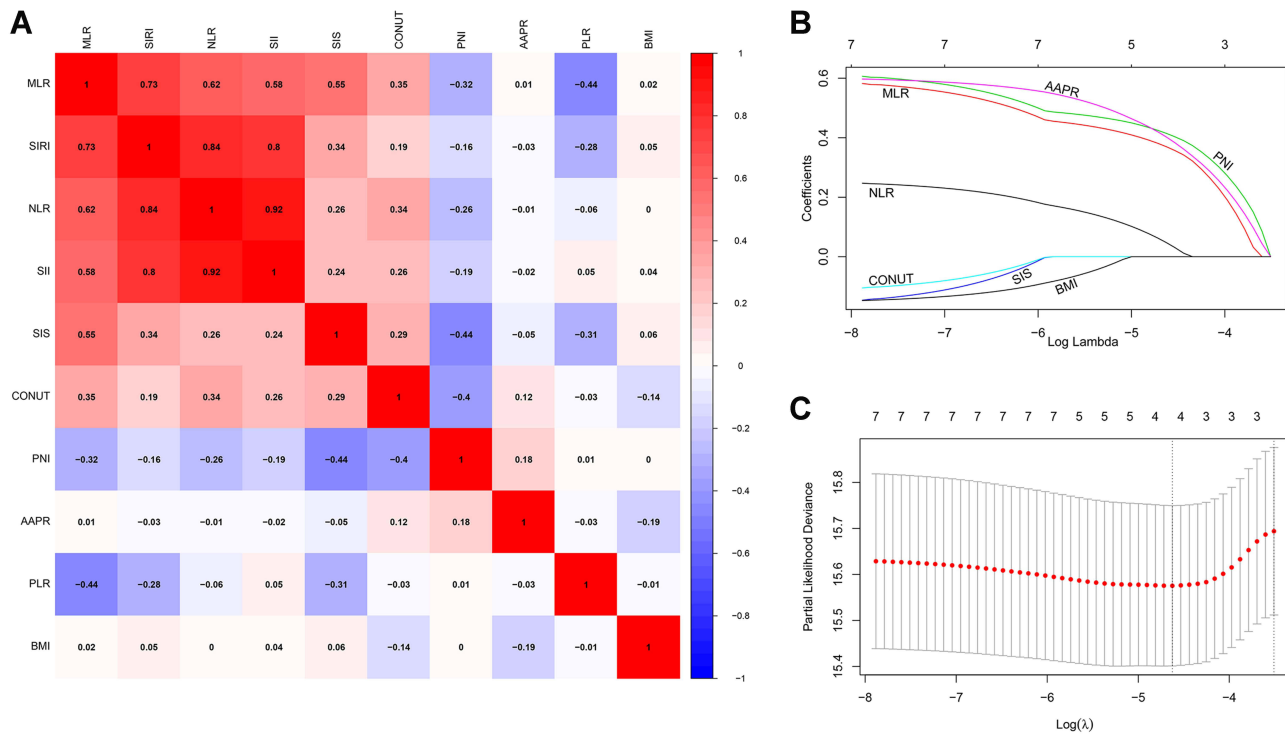 A
MLR SIRI NLR SII SIS CONUT PNI AAPR PLR BMI
MLR 1 0.73 0.62 0.58 0.55 0.35 −0.32 0.01 −0.44 0.02
SIRI 0.73 1 0.84 0.8 0.34 0.19 −0.16 −0.03 −0.28 0.05
NLR 0.62 0.84 1 0.92 0.26 0.34 −0.26 −0.01 −0.06 0
SII 0.58 0.8 0.92 1 0.24 0.26 −0.19 −0.02 0.05 0.04
SIS 0.55 0.34 0.26 0.24 1 0.29 −0.44 −0.05 −0.31 0.06
CONUT 0.35 0.19 0.34 0.26 0.29 1 −0.4 0.12 −0.03 −0.14
PNI −0.32 −0.16 −0.26 −0.19 −0.44 −0.4 1 0.18 0.01 0
AAPR 0.01 −0.03 −0.01 −0.02 −0.05 0.12 0.18 1 −0.03 −0.19
PLR −0.44 −0.28 −0.06 0.05 −0.31 −0.03 0.01 −0.03 1 −0.01
BMI 0.02 0.05 0 0.04 0.06 −0.14 0 −0.19 −0.01 1
1
0.8
0.6
0.4
0.2
0
−0.2
−0.4
−0.6
−0.8
−1
B
7 7 7 5 3
Coefficients
0.6
0.4
0.2
0.0
AAPR
MLR
PNI
NLR
CONUT
SIS
BMI
−8 −7 −6 −5 −4
Log Lambda
C
7 7 7 7 7 7 7 7 5 5 5 4 4 3 3 3
Partial Likelihood Deviance
15.8
15.7
15.6
15.5
15.4
−8 −7 −6 −5 −4
Log(λ)